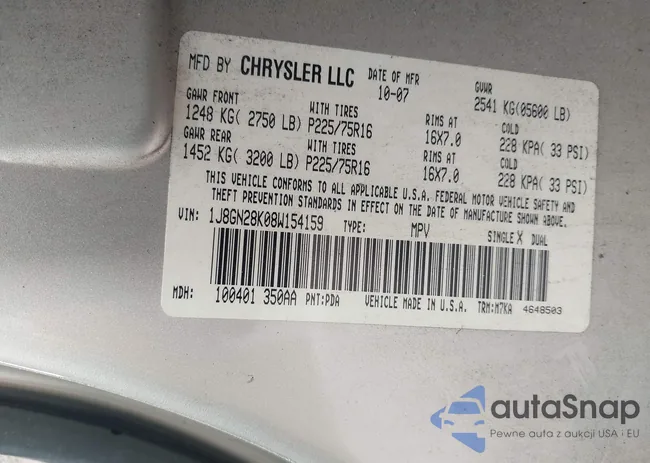 MFD BY CHRYSLER LLC DATE OF MFR GVWR
10-07 2541 KG(05600 LB)
GAWR FRONT WITH TIRES RIMS AT COLD
1248 KG( 2750 LB) P225/75R16 16X7.0 228 KPA( 33 PSI)
GAWR REAR WITH TIRES RIMS AT COLD
1452 KG( 3200 LB) P225/75R16 16X7.0 228 KPA( 33 PSI)
THIS VEHICLE CONFORMS TO ALL APPLICABLE U.S.A. FEDERAL MOTOR VEHICLE SAFETY AND
THEFT PREVENTION STANDARDS IN EFFECT ON THE DATE OF MANUFACTURE SHOWN ABOVE.
VIN: 1J8GN28K08W154159 TYPE: MPV SINGLE X DUAL
MDH: 100401 350AA PNT:PDA VEHICLE MADE IN U.S.A. TRM:M7KA 4648503
autaSnap
Pewne auta z aukcji USA i EU